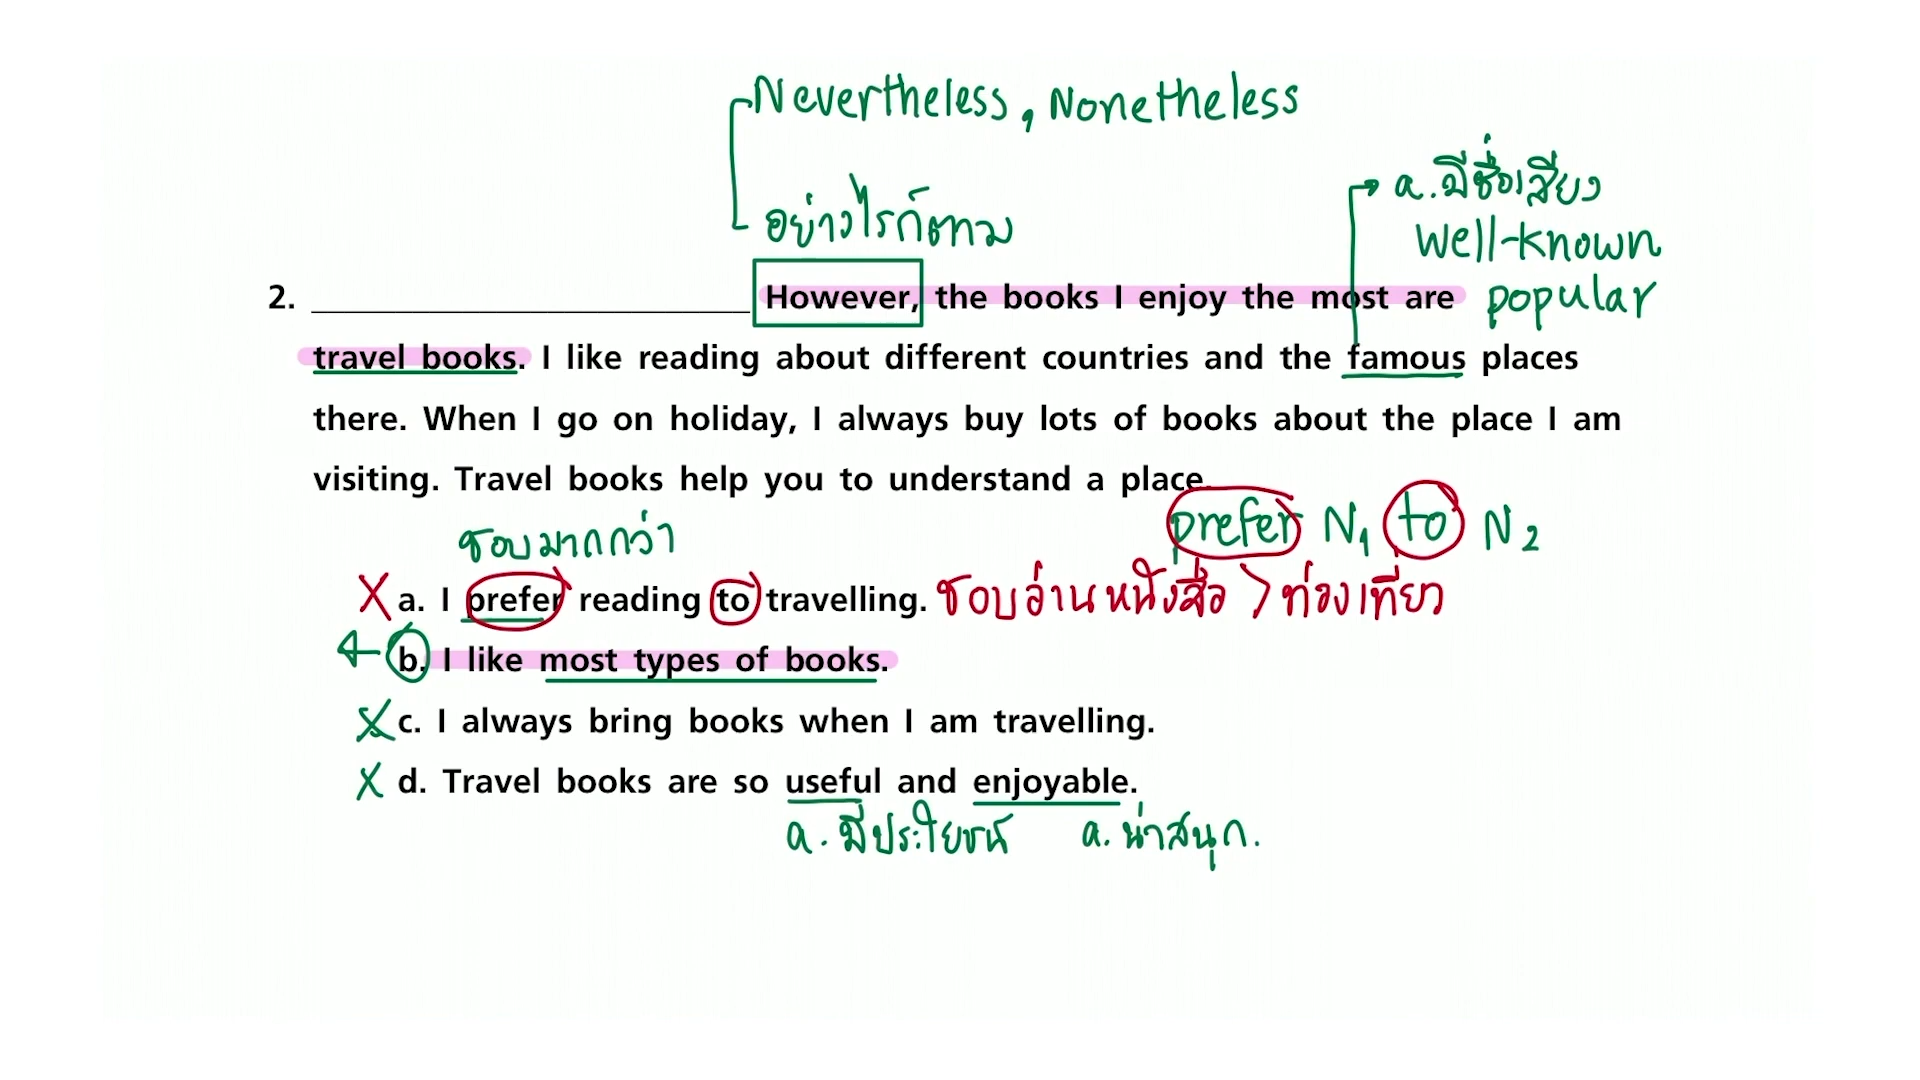 Nevertheless, Nonetheless
a. มีชื่อเสียง
อย่างไรก็ตาม
well-known
2. ________________________ However, the books I enjoy the most are
popular
travel books. I like reading about different countries and the famous places
there. When I go on holiday, I always buy lots of books about the place I am
visiting. Travel books help you to understand a place.
prefer N1 to N2
ชอบมากกว่า
X a. I prefer reading to travelling. ชอบอ่านหนังสือ > ท่องเที่ยว
b. I like most types of books.
X c. I always bring books when I am travelling.
X d. Travel books are so useful and enjoyable.
a. มีประโยชน์ a. น่าสนุก.